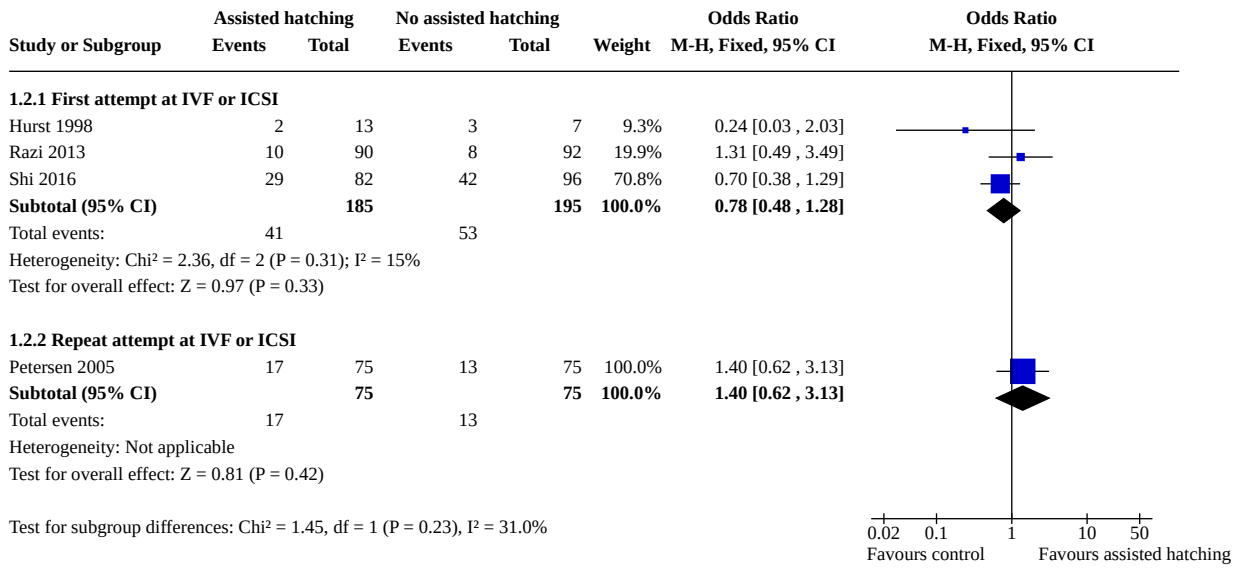 Assisted hatching No assisted hatching Odds Ratio Odds Ratio
Study or Subgroup Events Total Events Total Weight M-H, Fixed, 95% CI M-H, Fixed, 95% CI
1.2.1 First attempt at IVF or ICSI
Hurst 1998 2 13 3 7 9.3% 0.24 [0.03 , 2.03]
Razi 2013 10 90 8 92 19.9% 1.31 [0.49 , 3.49]
Shi 2016 29 82 42 96 70.8% 0.70 [0.38 , 1.29]
Subtotal (95% CI) 185 195 100.0% 0.78 [0.48 , 1.28]
Total events: 41 53
Heterogeneity: Chi² = 2.36, df = 2 (P = 0.31); I² = 15%
Test for overall effect: Z = 0.97 (P = 0.33)
1.2.2 Repeat attempt at IVF or ICSI
Petersen 2005 17 75 13 75 100.0% 1.40 [0.62 , 3.13]
Subtotal (95% CI) 75 75 100.0% 1.40 [0.62 , 3.13]
Total events: 17 13
Heterogeneity: Not applicable
Test for overall effect: Z = 0.81 (P = 0.42)
Test for subgroup differences: Chi² = 1.45, df = 1 (P = 0.23), I² = 31.0%
0.02 0.1 1 10 50
Favours control Favours assisted hatching